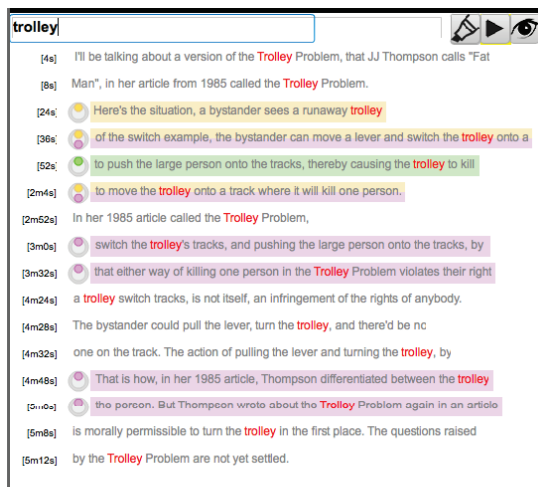 trolley
[4s] I'll be talking about a version of the Trolley Problem, that JJ Thompson calls "Fat
[8s] Man", in her article from 1985 called the Trolley Problem.
[24s] Here's the situation, a bystander sees a runaway trolley
[36s] of the switch example, the bystander can move a lever and switch the trolley onto a
[52s] to push the large person onto the tracks, thereby causing the trolley to kill
[2m4s] to move the trolley onto a track where it will kill one person.
[2m52s] In her 1985 article called the Trolley Problem,
[3m0s] switch the trolley's tracks, and pushing the large person onto the tracks, by
[3m32s] that either way of killing one person in the Trolley Problem violates their right
[4m24s] a trolley switch tracks, is not itself, an infringement of the rights of anybody.
[4m28s] The bystander could pull the lever, turn the trolley, and there'd be no
[4m32s] one on the track. The action of pulling the lever and turning the trolley, by
[4m48s] That is how, in her 1985 article, Thompson differentiated between the trolley
[5m0s] the person. But Thompson wrote about the Trolley Problem again in an article
[5m8s] is morally permissible to turn the trolley in the first place. The questions raised
[5m12s] by the Trolley Problem are not yet settled.